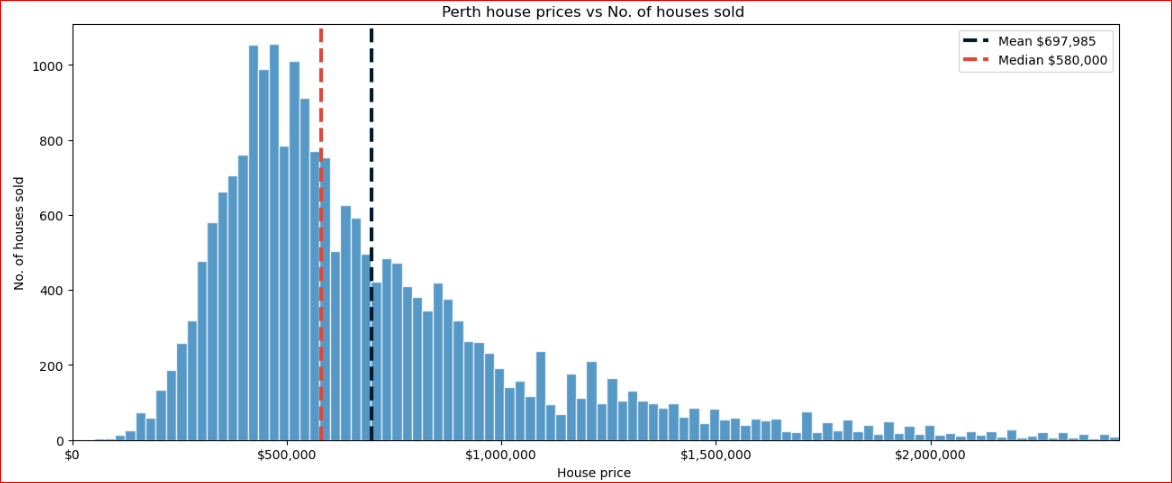 Perth house prices vs No. of houses sold
Mean $697,985
Median $580,000
No. of houses sold
1000
800
600
400
200
0
$0
$500,000
$1,000,000
$1,500,000
$2,000,000
House price